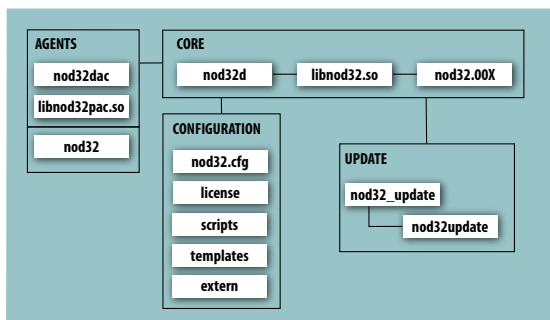 AGENTS
nod32dac
libnod32pac.so
nod32
CORE
nod32d
libnod32.so
nod32.00X
CONFIGURATION
nod32.cfg
license
scripts
templates
extern
UPDATE
nod32_update
nod32update